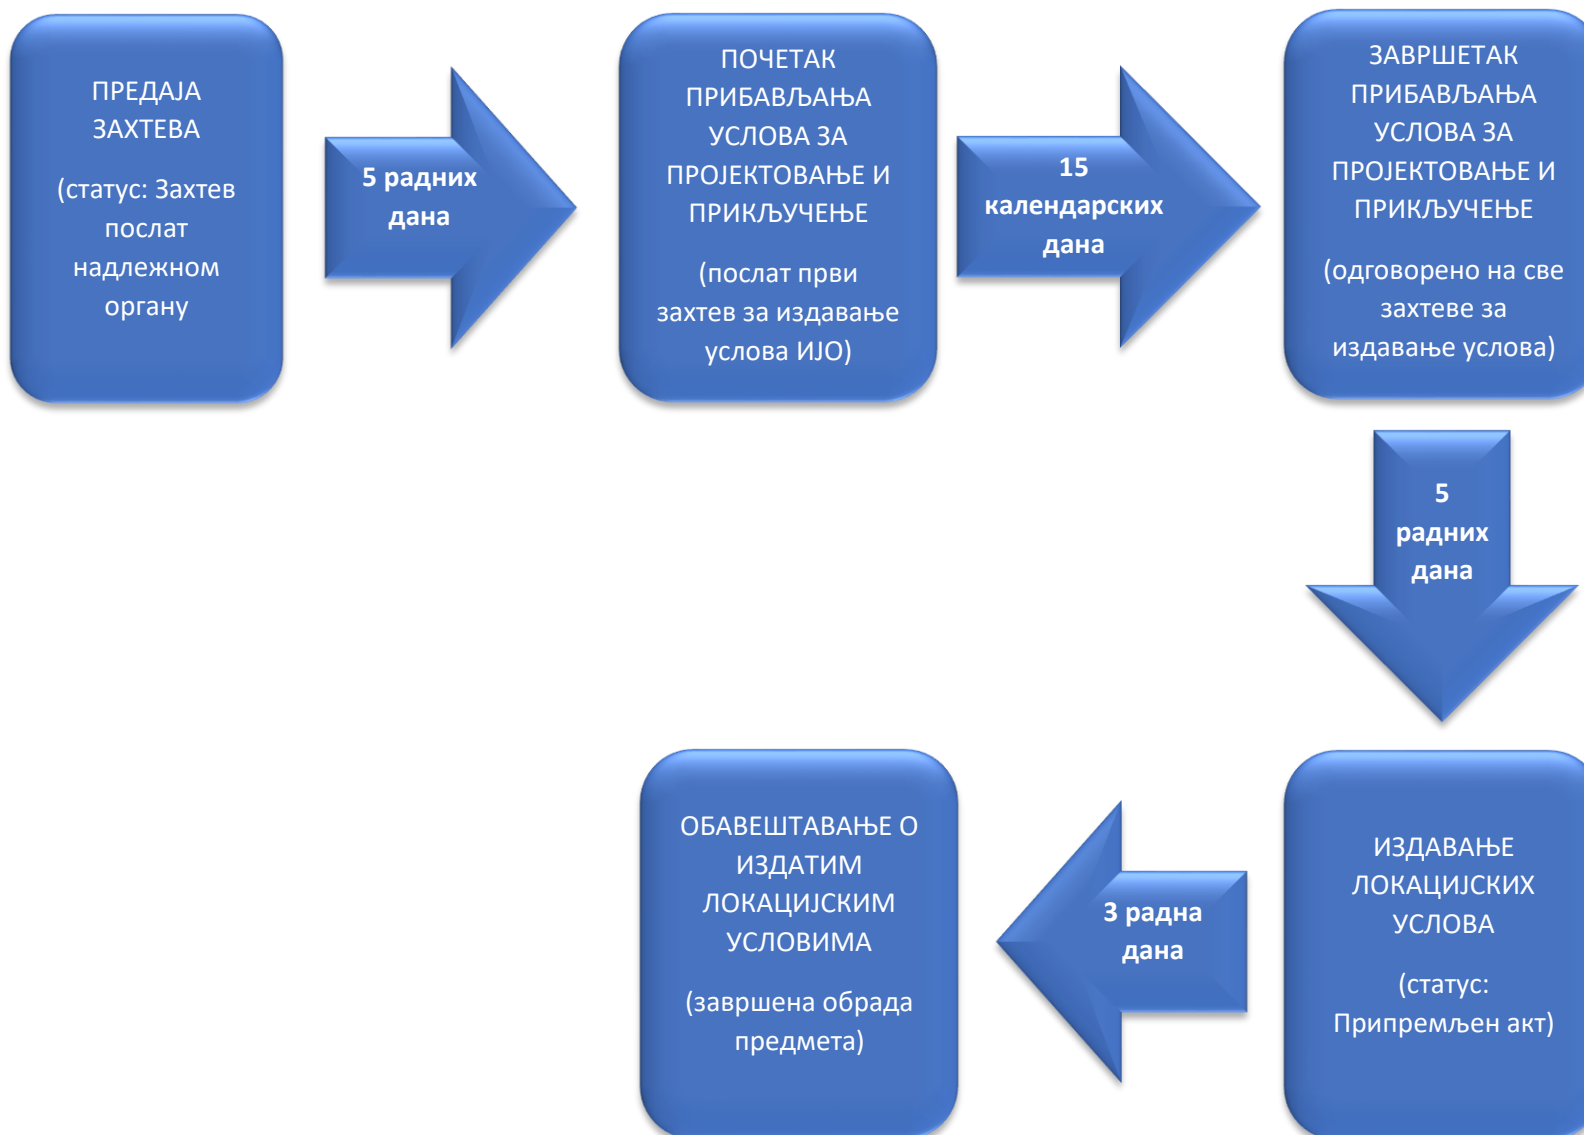 ПРЕДАЈА
ЗАХТЕВА
(статус: Захтев
послат
надлежном
органу
5 радних
дана
ПОЧЕТАК
ПРИБАВЉАЊА
УСЛОВА ЗА
ПРОЈЕКТОВАЊЕ И
ПРИКЉУЧЕЊЕ
(послат први
захтев за издавање
услова ИЈО)
15
календарских
дана
ЗАВРШЕТАК
ПРИБАВЉАЊА
УСЛОВА ЗА
ПРОЈЕКТОВАЊЕ И
ПРИКЉУЧЕЊЕ
(одговорено на све
захтеве за
издавање услова)
5
радних
дана
ИЗДАВАЊЕ
ЛОКАЦИЈСКИХ
УСЛОВА
(статус:
Припремљен акт)
3 радна
дана
ОБАВЕШТАВАЊЕ О
ИЗДАТИМ
ЛОКАЦИЈСКИМ
УСЛОВИМА
(завршена обрада
предмета)